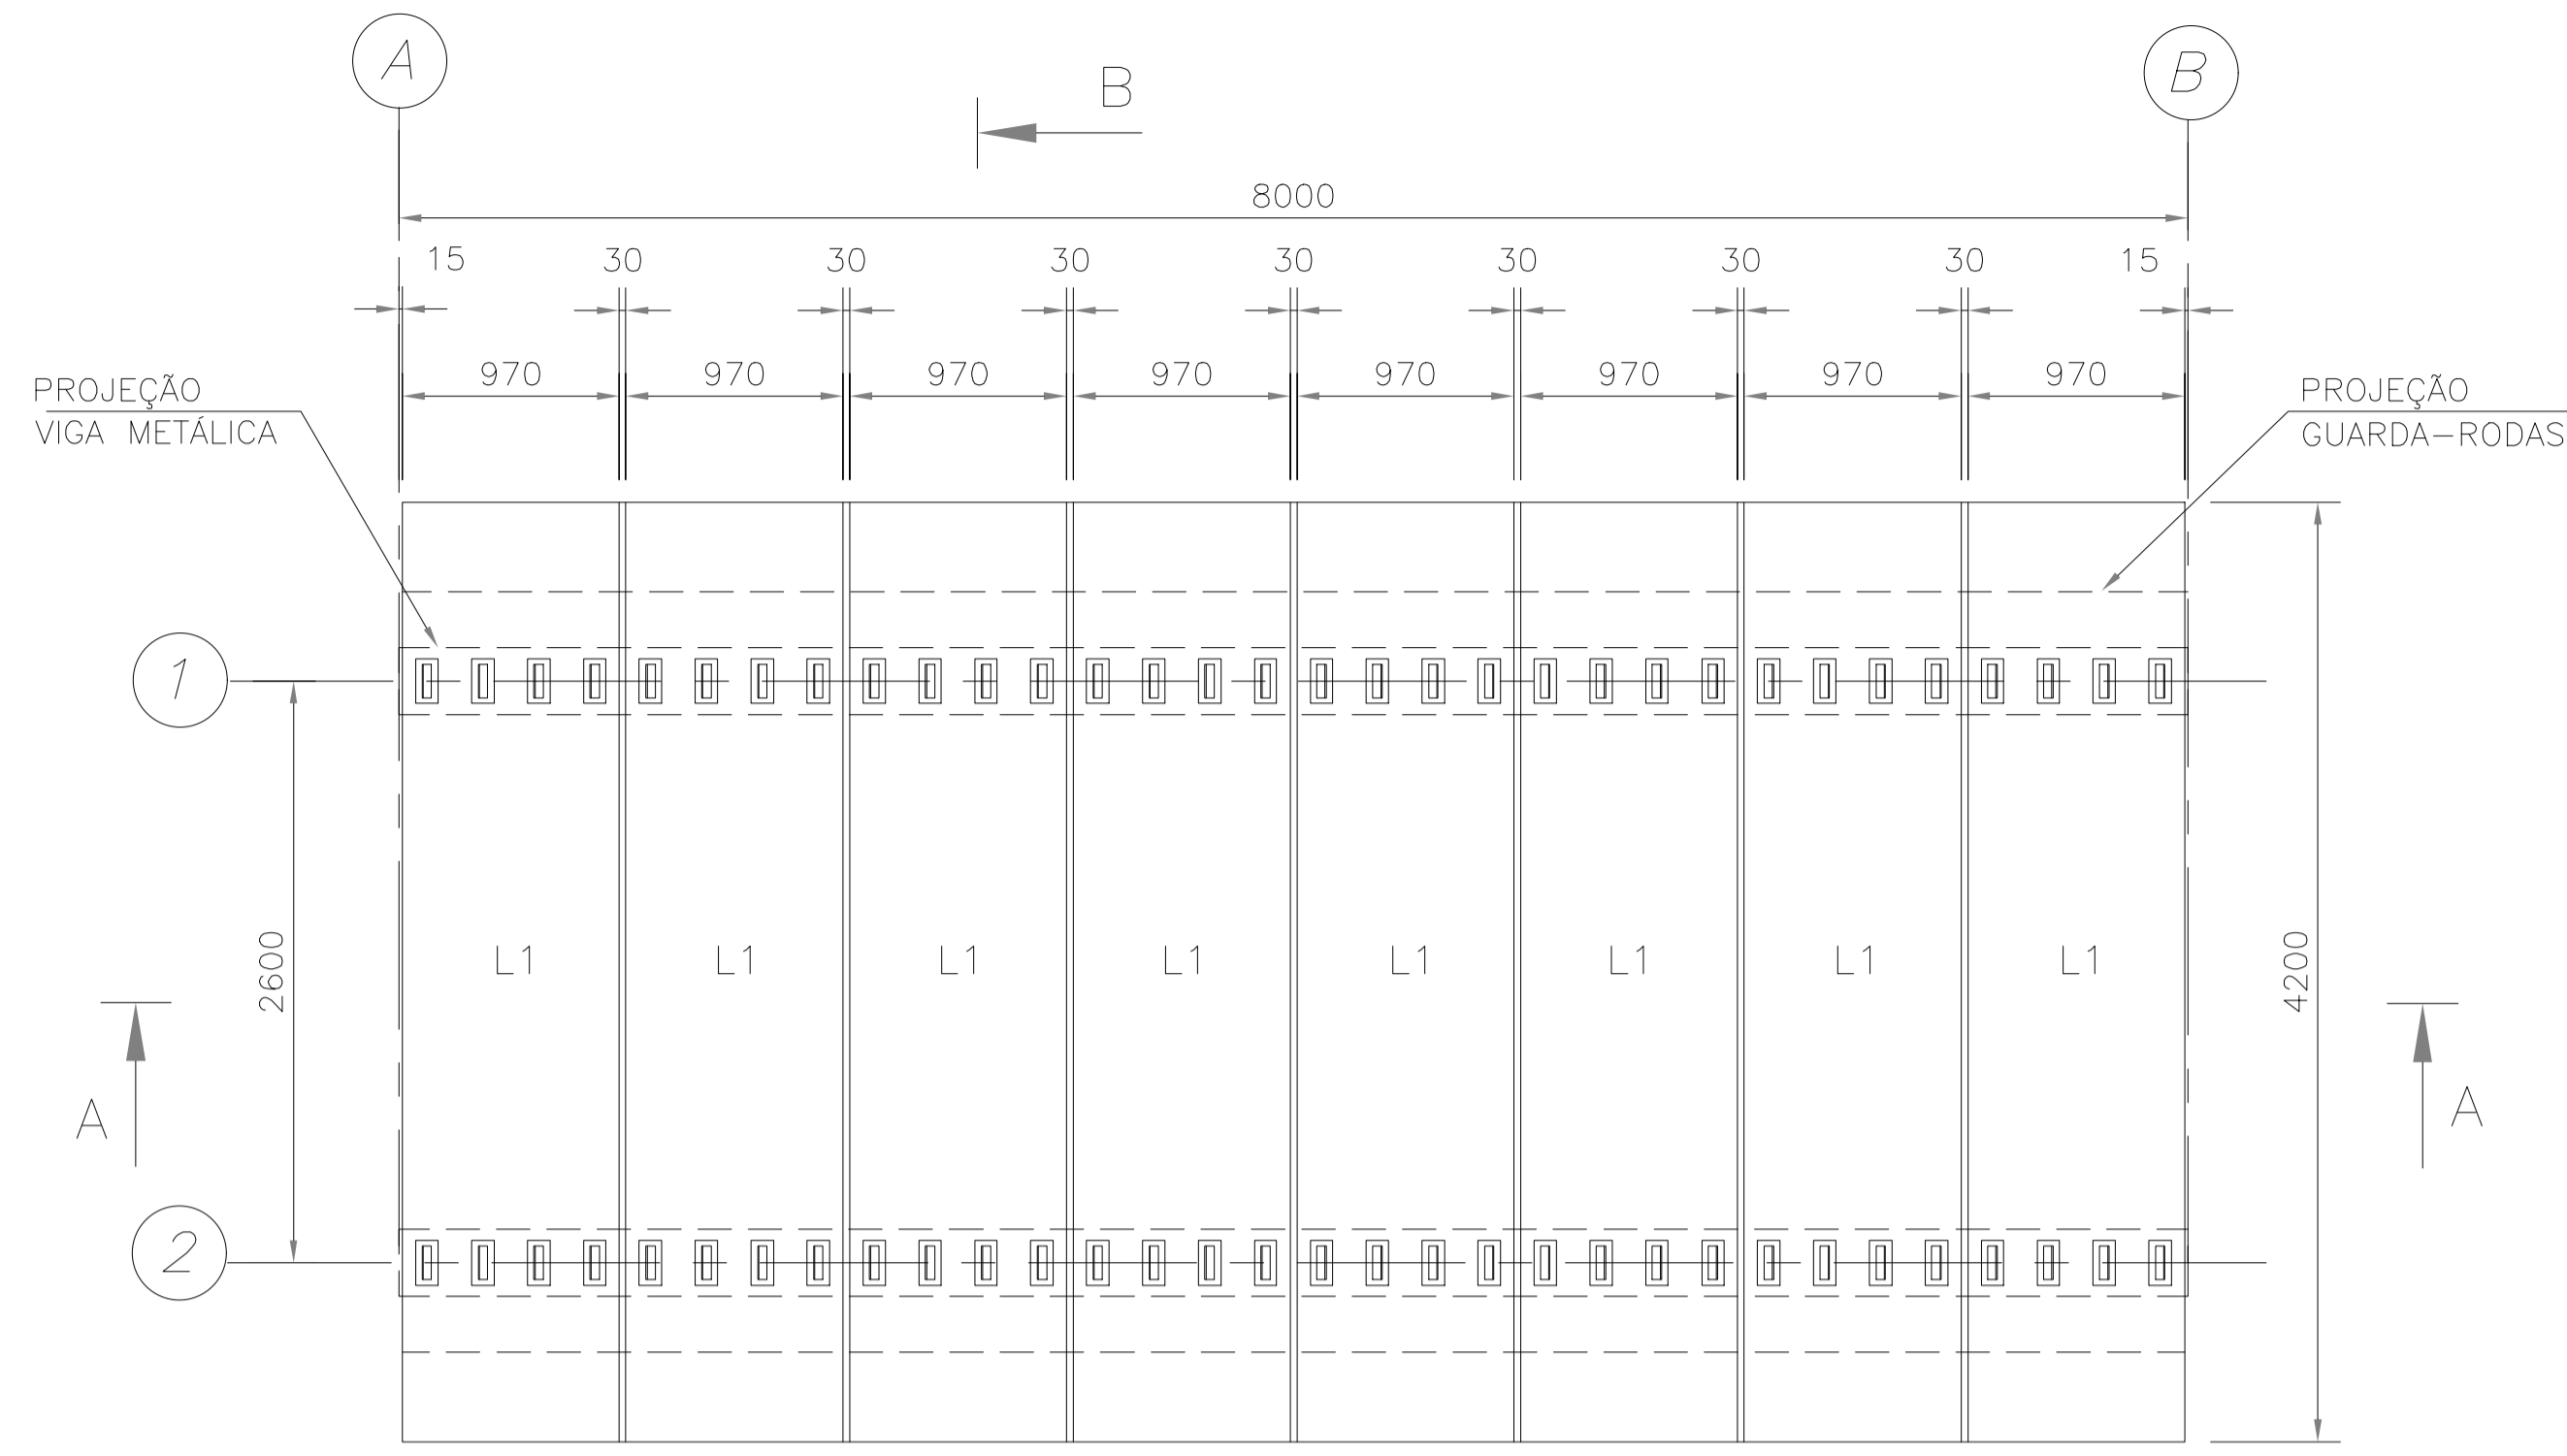 A
B
B
8000
15 30 30 30 30 30 30 30 15
970 970 970 970 970 970 970 970
PROJEÇÃO
VIGA METÁLICA
PROJEÇÃO
GUARDA-RODAS
1
2600
L1 L1 L1 L1 L1 L1 L1 L1
4200
A
A
2